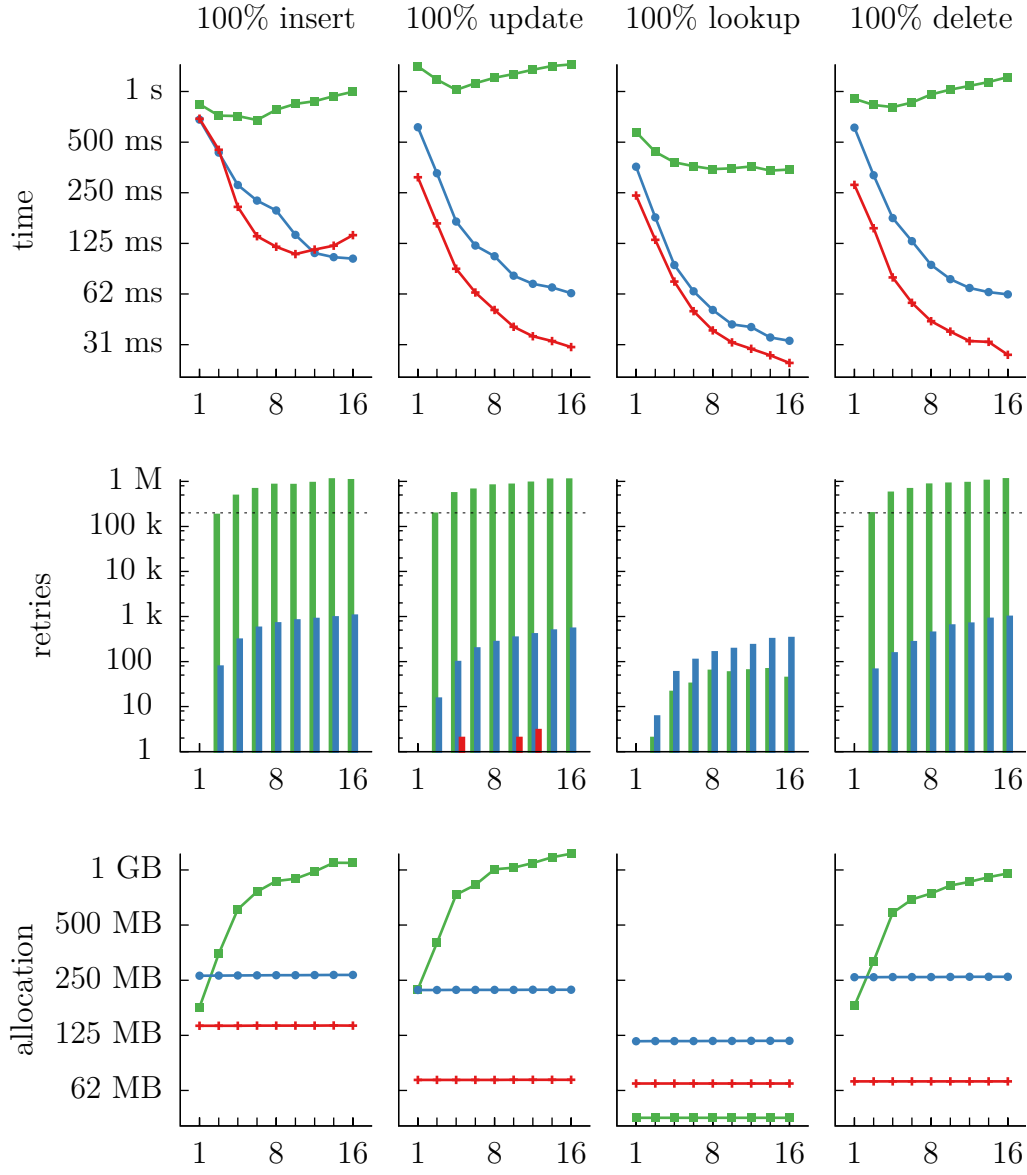 100% insert 100% update 100% lookup 100% delete
time
1 s
500 ms
250 ms
125 ms
62 ms
31 ms
1 8 16 1 8 16 1 8 16 1 8 16
retries
1 M
100 k
10 k
1 k
100
10
1
1 8 16 1 8 16 1 8 16 1 8 16
allocation
1 GB
500 MB
250 MB
125 MB
62 MB
1 8 16 1 8 16 1 8 16 1 8 16